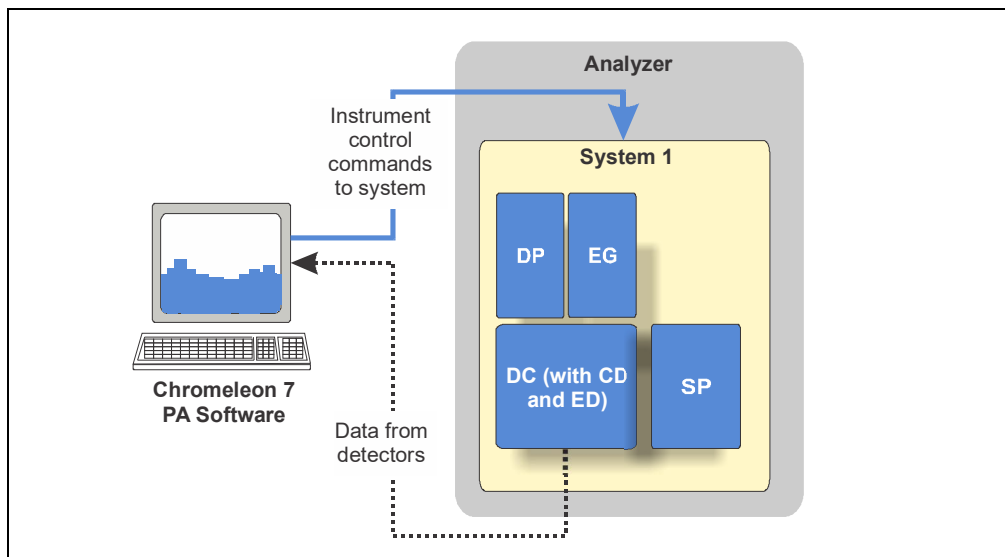 Analyzer
Instrument
control
commands
to system
System 1
DP
EG
DC (with CD
and ED)
SP
Chromeleon 7
PA Software
Data from
detectors